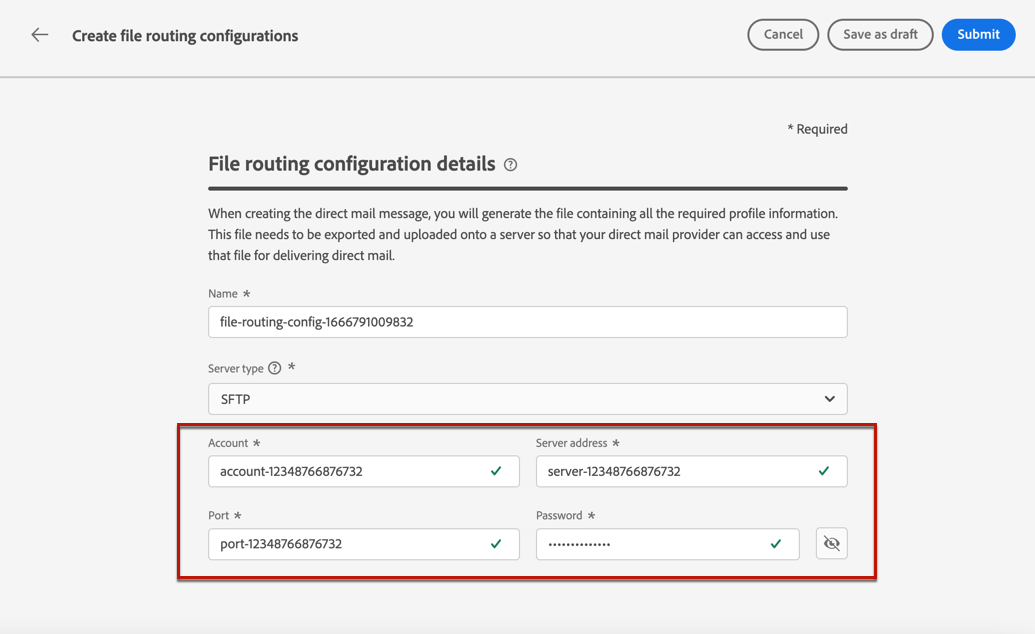 Create file routing configurations
Cancel
Save as draft
Submit
* Required
File routing configuration details
When creating the direct mail message, you will generate the file containing all the required profile information.
This file needs to be exported and uploaded onto a server so that your direct mail provider can access and use
that file for delivering direct mail.
Name *
file-routing-config-1666791009832
Server type ? *
SFTP
Account * Server address *
account-12348766876732 server-12348766876732
Port * Password *
port-12348766876732 ••••••••••••••